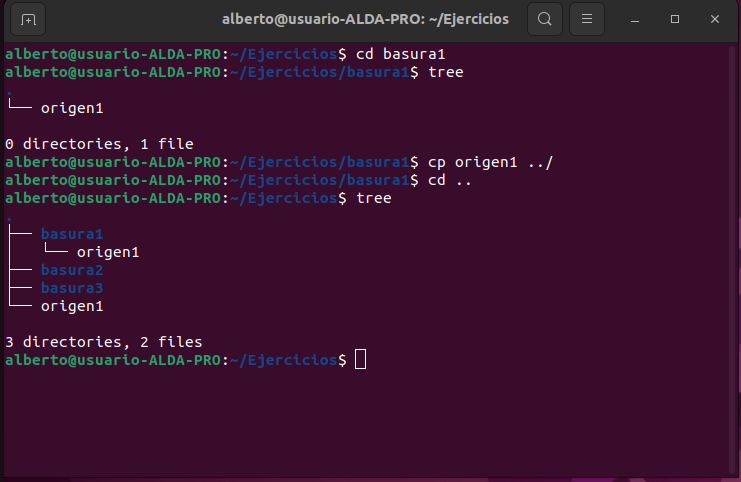 alberto@usuario-ALDA-PRO: ~/Ejercicios
alberto@usuario-ALDA-PRO:~/Ejercicios$ cd basura1
alberto@usuario-ALDA-PRO:~/Ejercicios/basura1$ tree
.
└── origen1
0 directories, 1 file
alberto@usuario-ALDA-PRO:~/Ejercicios/basura1$ cp origen1 ../
alberto@usuario-ALDA-PRO:~/Ejercicios/basura1$ cd ..
alberto@usuario-ALDA-PRO:~/Ejercicios$ tree
.
├── basura1
│   └── origen1
├── basura2
├── basura3
└── origen1
3 directories, 2 files
alberto@usuario-ALDA-PRO:~/Ejercicios$